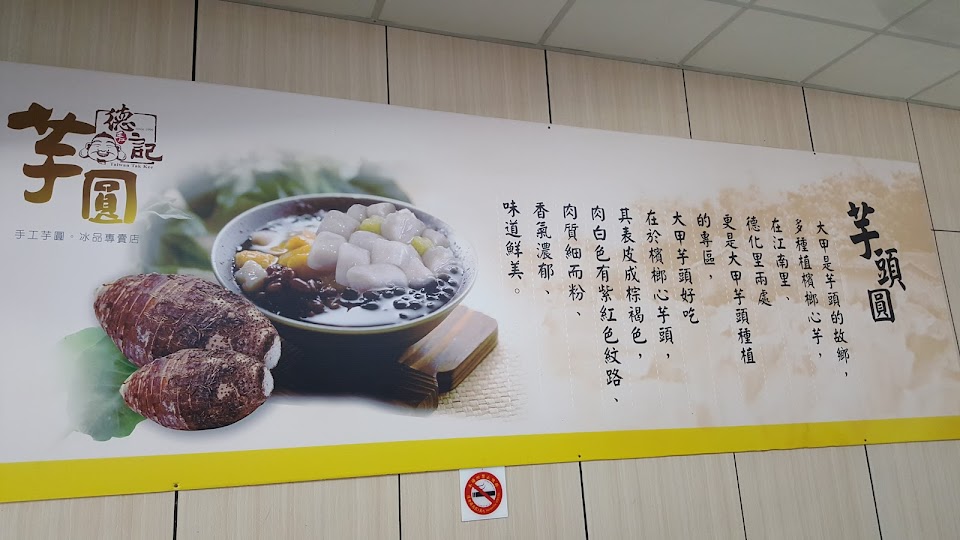 芋圓
德之記
Taiwan Tak Kee
手工芋圓。冰品專賣店
芋頭圓
大甲是芋頭的故鄉，
多種植檳榔心芋，
在江南里、
德化里兩處
更是大甲芋頭種植
的專區，
大甲芋頭好吃
在於檳榔心芋頭，
其表皮成棕褐色，
肉白色有紫紅色紋路、
肉質細而粉、
香氣濃郁、
味道鮮美。